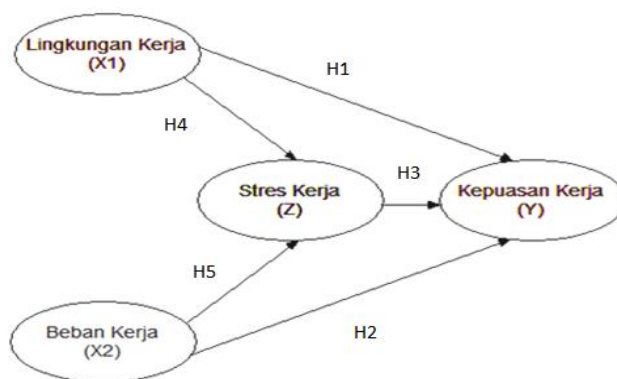 Lingkungan Kerja
(X1)
H1
H4
Stres Kerja
(Z)
H3
Kepuasan Kerja
(Y)
H5
Beban Kerja
(X2)
H2